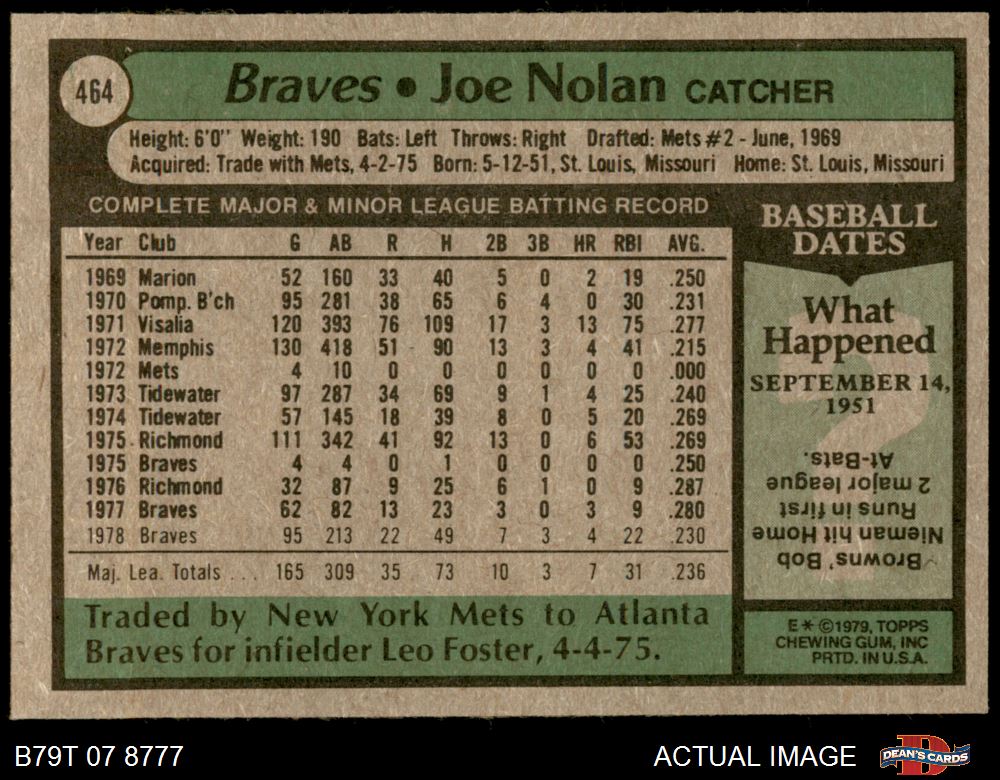 464
Braves • Joe Nolan CATCHER
Height: 6'0" Weight: 190 Bats: Left Throws: Right Drafted: Mets #2 - June, 1969
Acquired: Trade with Mets, 4-2-75 Born: 5-12-51, St. Louis, Missouri Home: St. Louis, Missouri
COMPLETE MAJOR & MINOR LEAGUE BATTING RECORD
Year Club G AB R H 2B 3B HR RBI AVG.
1969 Marion 52 160 33 40 5 0 2 19 .250
1970 Pomp. B'ch 95 281 38 65 6 4 0 30 .231
1971 Visalia 120 393 76 109 17 3 13 75 .277
1972 Memphis 130 418 51 90 13 3 4 41 .215
1972 Mets 4 10 0 0 0 0 0 0 .000
1973 Tidewater 97 287 34 69 9 1 4 25 .240
1974 Tidewater 57 145 18 39 8 0 5 20 .269
1975 Richmond 111 342 41 92 13 0 6 53 .269
1975 Braves 4 4 0 1 0 0 0 0 .250
1976 Richmond 32 87 9 25 6 1 0 9 .287
1977 Braves 62 82 13 23 3 0 3 9 .280
1978 Braves 95 213 22 49 7 3 4 22 .230
Maj. Lea. Totals ... 165 309 35 73 10 3 7 31 .236
Traded by New York Mets to Atlanta
Braves for infielder Leo Foster, 4-4-75.
BASEBALL
DATES
What
Happened
SEPTEMBER 14,
1951
Browns' Bob
Nieman hit Home
Runs in first
2 major league
At-Bats.
E*©1979, TOPPS
CHEWING GUM, INC
PRTD. IN U.S.A.
B79T 07 8777
ACTUAL IMAGE
D
DEAN'S CARDS